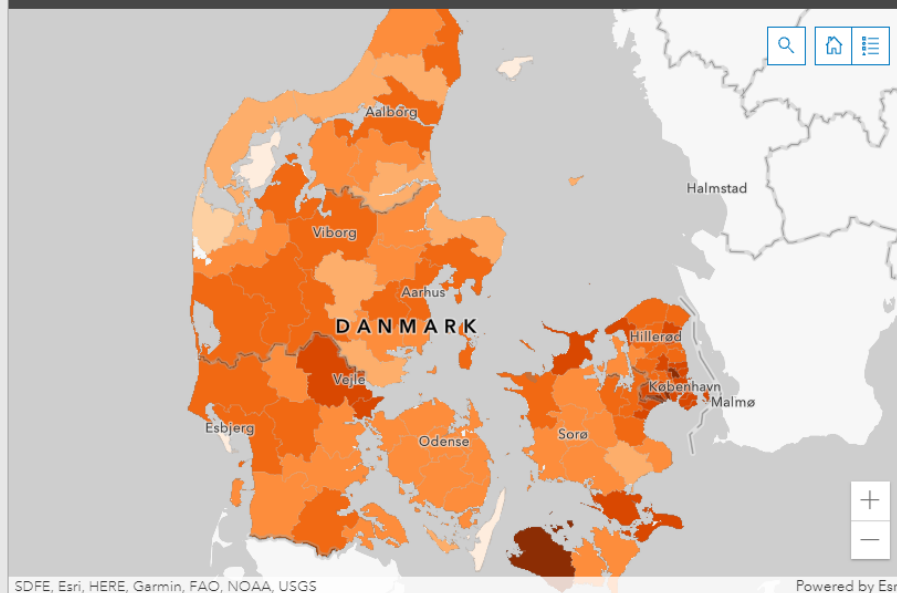 Aalborg
Halmstad
Viborg
Aarhus
DANMARK
Hillerød
Vejle
København
Malmø
Esbjerg
Odense
Sorø
SDFE, Esri, HERE, Garmin, FAO, NOAA, USGS
Powered by Esr